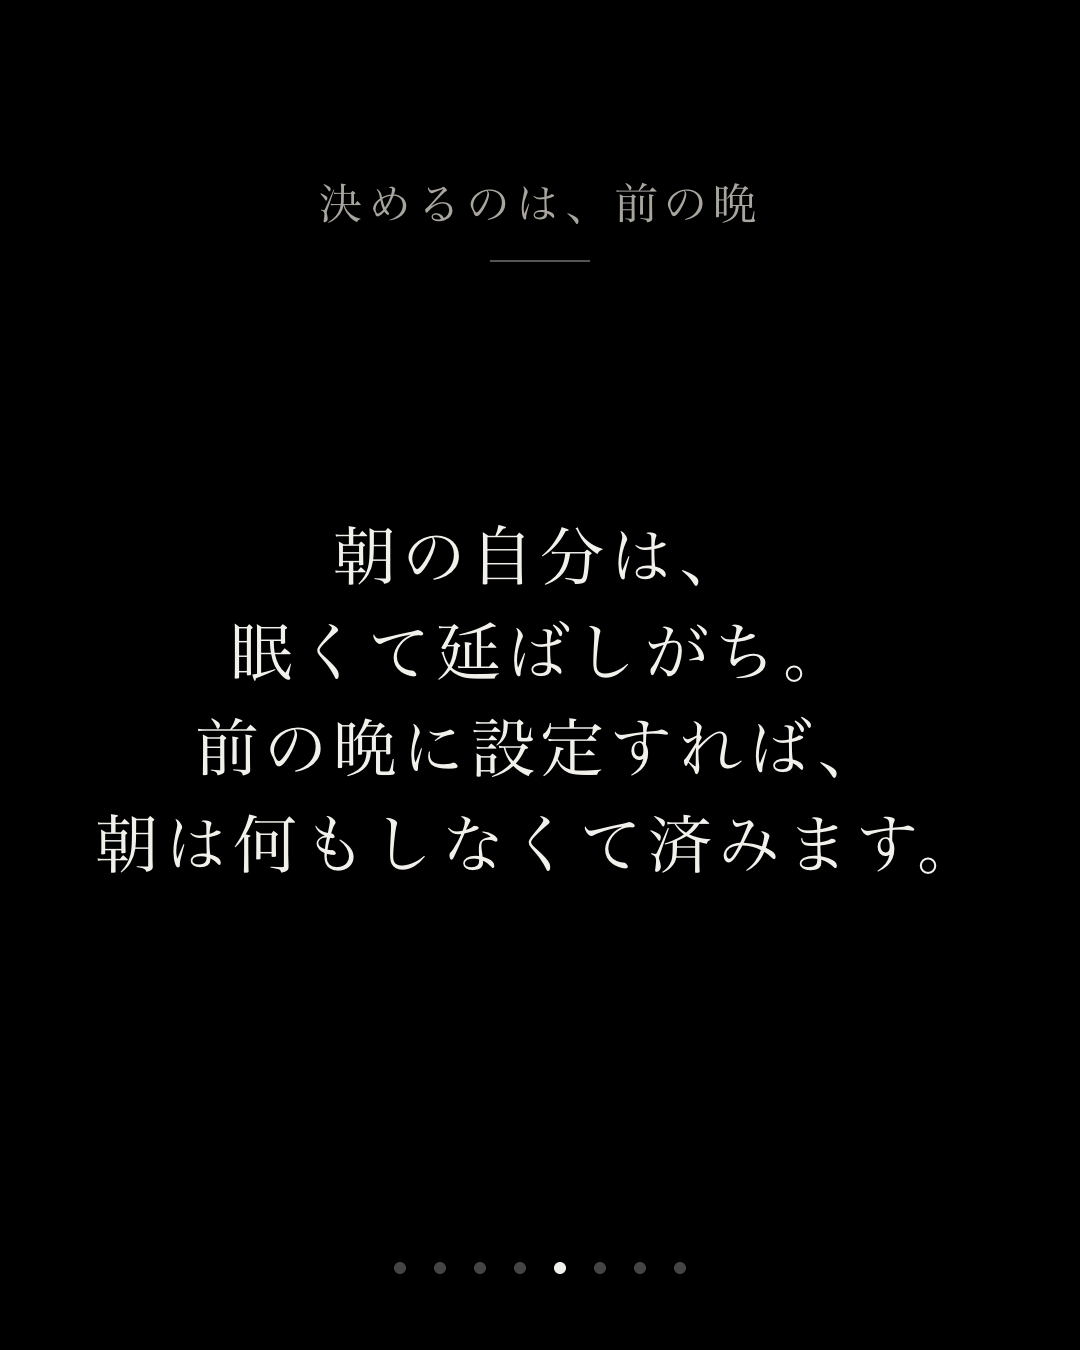 決めるのは、前の晩
朝の自分は、
眠くて延ばしがち。
前の晩に設定すれば、
朝は何もしなくて済みます。